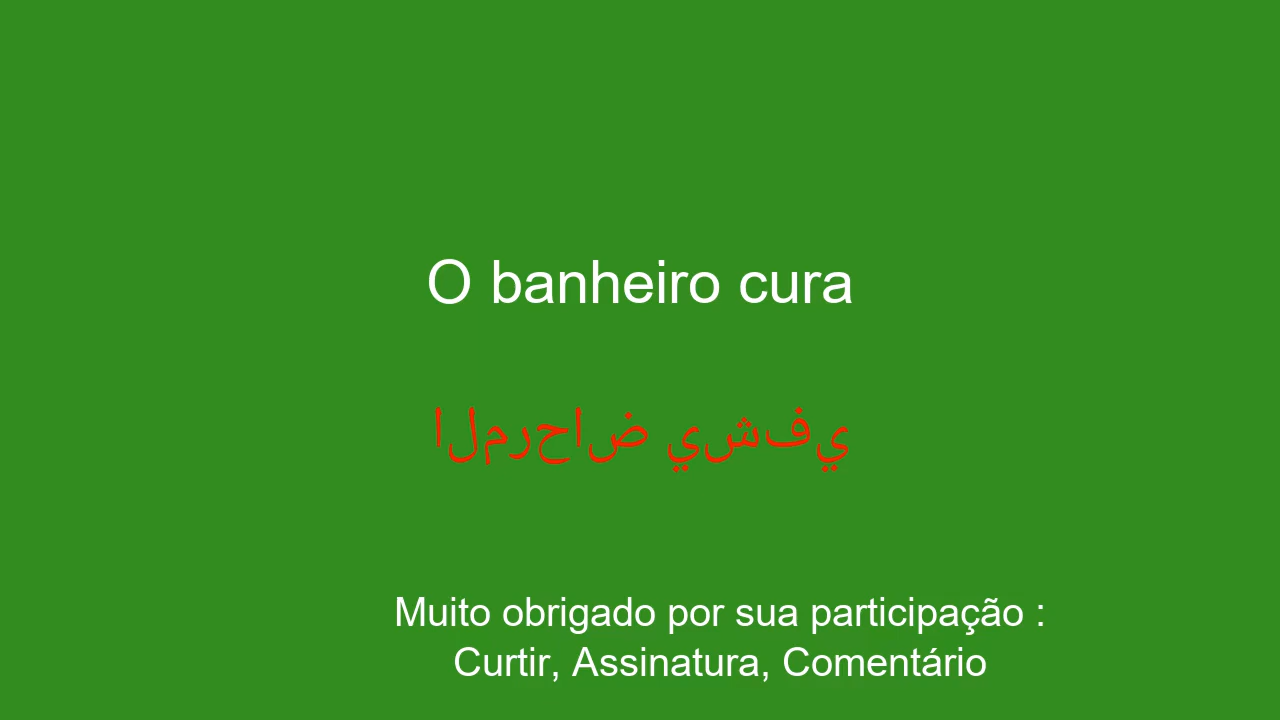 O banheiro cura
المرحاض يشفي
Muito obrigado por sua participação :
Curtir, Assinatura, Comentário